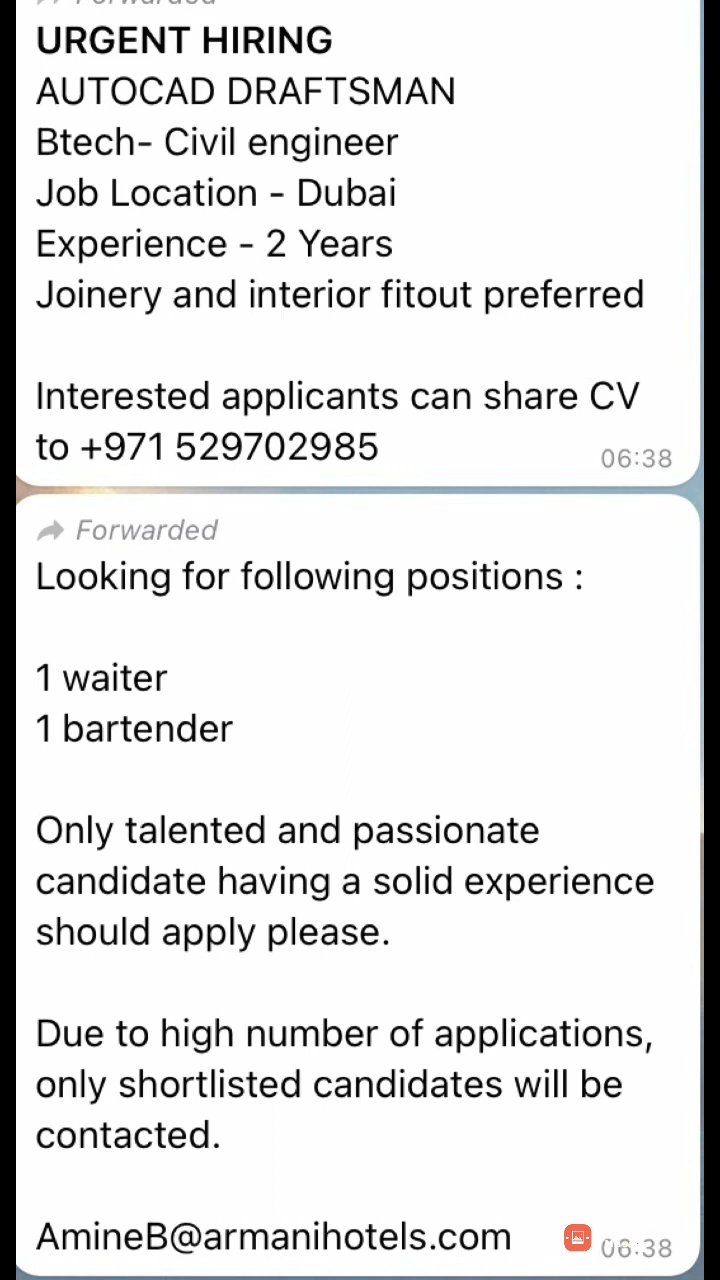 Forwarded
URGENT HIRING
AUTOCAD DRAFTSMAN
Btech- Civil engineer
Job Location - Dubai
Experience - 2 Years
Joinery and interior fitout preferred
Interested applicants can share CV
to +971 529702985
06:38
Forwarded
Looking for following positions :
1 waiter
1 bartender
Only talented and passionate
candidate having a solid experience
should apply please.
Due to high number of applications,
only shortlisted candidates will be
contacted.
AmineB@armanihotels.com
06:38